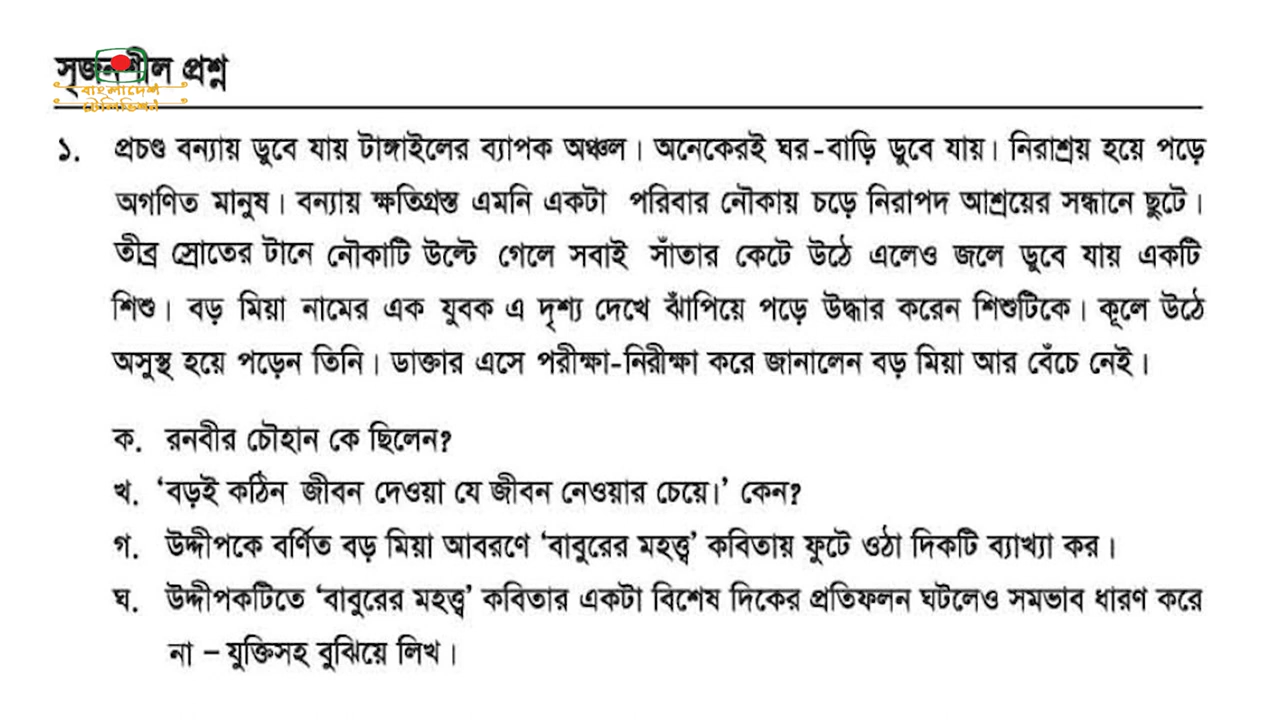 সৃজনশীল প্রশ্ন
বাংলাদেশ
টেলিভিশন
১. প্রচণ্ড বন্যায় ডুবে যায় টাঙ্গাইলের ব্যাপক অঞ্চল। অনেকেরই ঘর-বাড়ি ডুবে যায়। নিরাশ্রয় হয়ে পড়ে
অগণিত মানুষ। বন্যায় ক্ষতিগ্রস্ত এমনি একটা পরিবার নৌকায় চড়ে নিরাপদ আশ্রয়ের সন্ধানে ছুটে।
তীব্র স্রোতের টানে নৌকাটি উল্টে গেলে সবাই সাঁতার কেটে উঠে এলেও জলে ডুবে যায় একটি
শিশু। বড় মিয়া নামের এক যুবক এ দৃশ্য দেখে ঝাঁপিয়ে পড়ে উদ্ধার করেন শিশুটিকে। কূলে উঠে
অসুস্থ হয়ে পড়েন তিনি। ডাক্তার এসে পরীক্ষা-নিরীক্ষা করে জানালেন বড় মিয়া আর বেঁচে নেই।
ক. রনবীর চৌহান কে ছিলেন?
খ. ‘বড়ই কঠিন জীবন দেওয়া যে জীবন নেওয়ার চেয়ে।’ কেন?
গ. উদ্দীপকে বর্ণিত বড় মিয়া আবরণে ‘বাবুরের মহত্ত্ব’ কবিতায় ফুটে ওঠা দিকটি ব্যাখ্যা কর।
ঘ. উদ্দীপকটিতে ‘বাবুরের মহত্ত্ব’ কবিতার একটা বিশেষ দিকের প্রতিফলন ঘটলেও সমভাব ধারণ করে
না – যুক্তিসহ বুঝিয়ে লিখ।